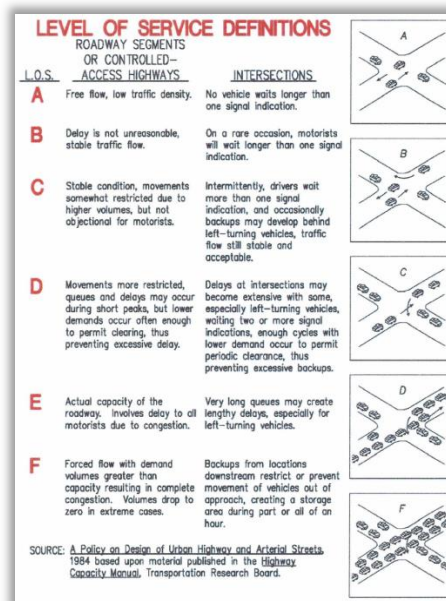 LEVEL OF SERVICE DEFINITIONS
ROADWAY SEGMENTS
OR CONTROLLED-
L.O.S. ACCESS HIGHWAYS INTERSECTIONS
A Free flow, low traffic density. No vehicle waits longer than
one signal indication.
B Delay is not unreasonable, On a rare occasion, motorists
stable traffic flow. will wait longer than one signal
indication.
C Stable condition, movements Intermittently, drivers wait
somewhat restricted due to more than one signal
higher volumes, but not indication, and occasionally
objectional for motorists. backups may develop behind
left-turning vehicles, traffic
flow still stable and
acceptable.
D Movements more restricted, Delays at intersections may
queues and delays may occur become extensive with some,
during short peaks, but lower especially left-turning vehicles,
demands occur often enough waiting two or more signal
to permit clearing, thus indications, enough cycles with
preventing excessive delay. lower demand occur to permit
periodic clearance, thus
preventing excessive backups.
E Actual capacity of the Very long queues may create
roadway. Involves delay to all lengthy delays, especially for
motorists due to congestion. left-turning vehicles.
F Forced flow with demand Backups from locations
volumes greater than downstream restrict or prevent
capacity resulting in complete movement of vehicles out of
congestion. Volumes drop to approach, creating a storage
zero in extreme cases. area during part or all of an
hour.
SOURCE: A Policy on Design of Urban Highway and Arterial Streets,
1984 based upon material published in the Highway
Capacity Manual, Transportation Research Board.
A
B
C
D
F